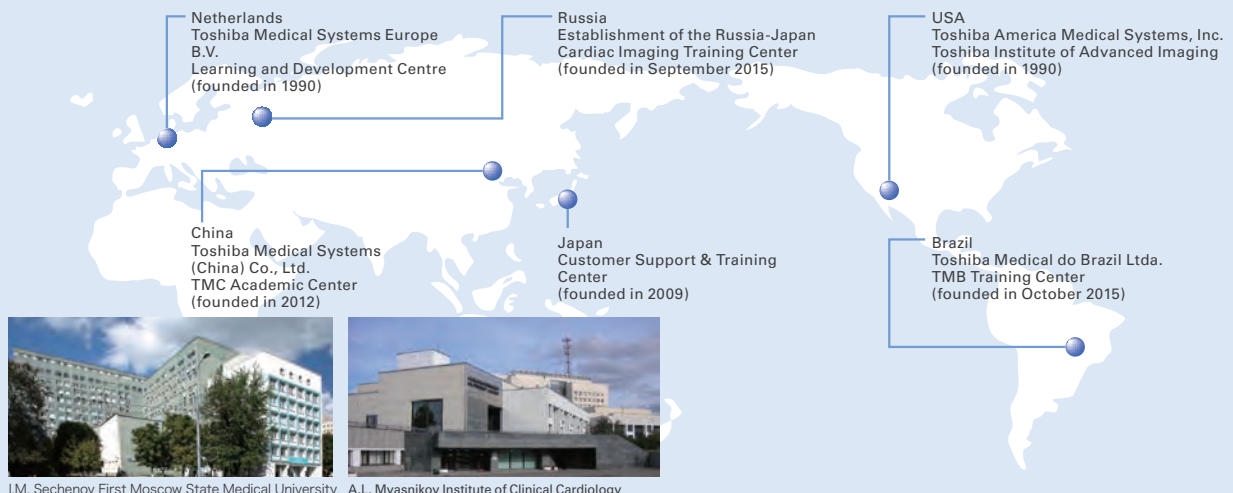 Netherlands
Toshiba Medical Systems Europe
B.V.
Learning and Development Centre
(founded in 1990)
Russia
Establishment of the Russia-Japan
Cardiac Imaging Training Center
(founded in September 2015)
USA
Toshiba America Medical Systems, Inc.
Toshiba Institute of Advanced Imaging
(founded in 1990)
China
Toshiba Medical Systems
(China) Co., Ltd.
TMC Academic Center
(founded in 2012)
Japan
Customer Support & Training
Center
(founded in 2009)
Brazil
Toshiba Medical do Brazil Ltda.
TMB Training Center
(founded in October 2015)
I.M. Sechenov First Moscow State Medical University
A.L. Myasnikov Institute of Clinical Cardiology